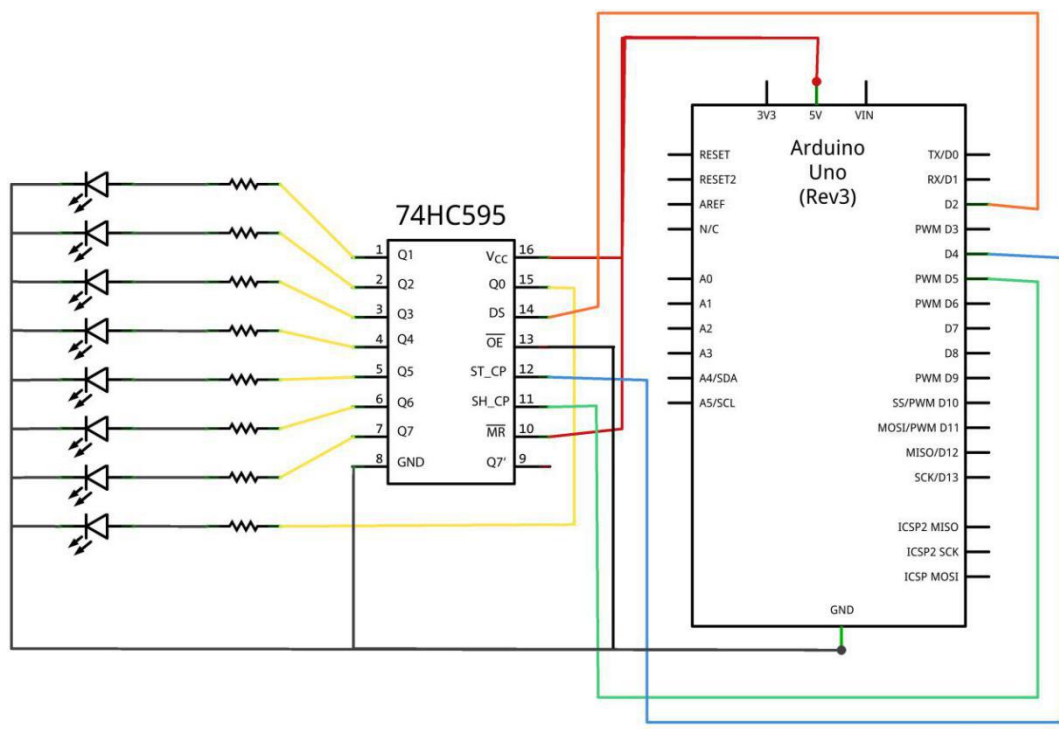 3V3 5V VIN
Arduino
Uno
(Rev3)
RESET
RESET2
AREF
N/C
A0
A1
A2
A3
A4/SDA
A5/SCL
TX/D0
RX/D1
D2
PWM D3
D4
PWM D5
PWM D6
D7
D8
PWM D9
SS/PWM D10
MOSI/PWM D11
MISO/D12
SCK/D13
ICSP2 MISO
ICSP2 SCK
ICSP MOSI
GND
74HC595
1 Q1
2 Q2
3 Q3
4 Q4
5 Q5
6 Q6
7 Q7
8 GND
VCC 16
Q0 15
DS 14
OE 13
ST_CP 12
SH_CP 11
MR 10
Q7' 9